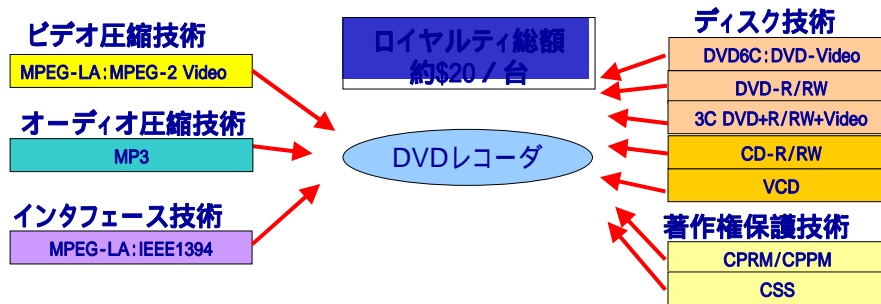 ビデオ圧縮技術
MPEG-LA:MPEG-2 Video
オーディオ圧縮技術
MP3
インタフェース技術
MPEG-LA:IEEE1394
ロイヤルティ総額
約$20/台
DVDレコーダ
ディスク技術
DVD6C:DVD-Video
DVD-R/RW
3C DVD+R/RW+Video
CD-R/RW
VCD
著作権保護技術
CPRM/CPPM
CSS